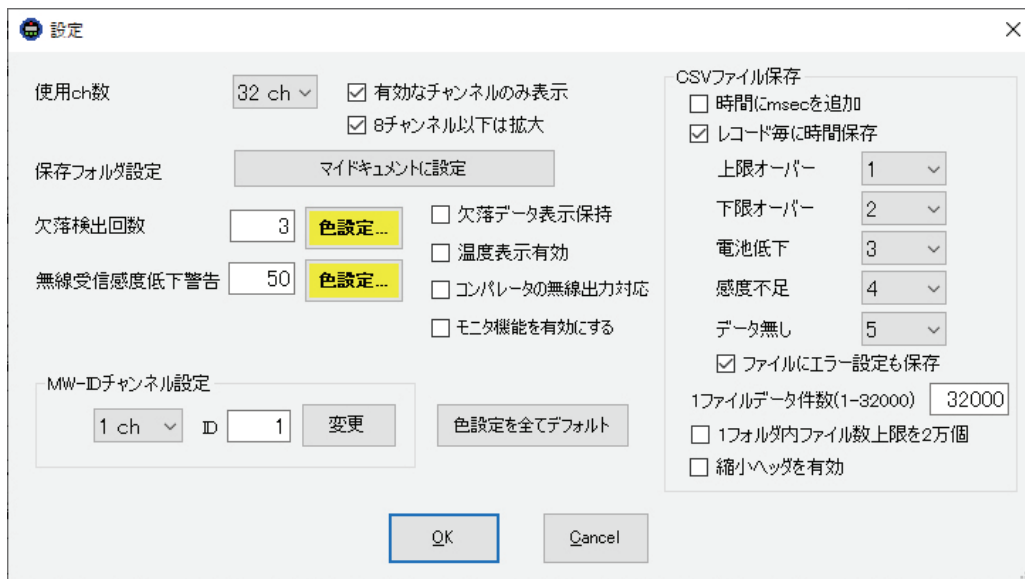 設定
使用ch数 32 ch 有効なチャンネルのみ表示
8チャンネル以下は拡大
保存フォルダ設定 マイドキュメントに設定
欠落検出回数 3 色設定... 欠落データ表示保持
温度表示有効
無線受信感度低下警告 50 色設定... コンパレータの無線出力対応
モニタ機能を有効にする
MW-IDチャンネル設定
1 ch ID 1 変更
色設定を全てデフォルト
CSVファイル保存
時間にmsecを追加
レコード毎に時間保存
上限オーバー 1
下限オーバー 2
電池低下 3
感度不足 4
データ無し 5
ファイルにエラー設定も保存
1ファイルデータ件数(1-32000) 32000
1フォルダ内ファイル数上限を2万個
縮小ヘッダを有効
OK Cancel